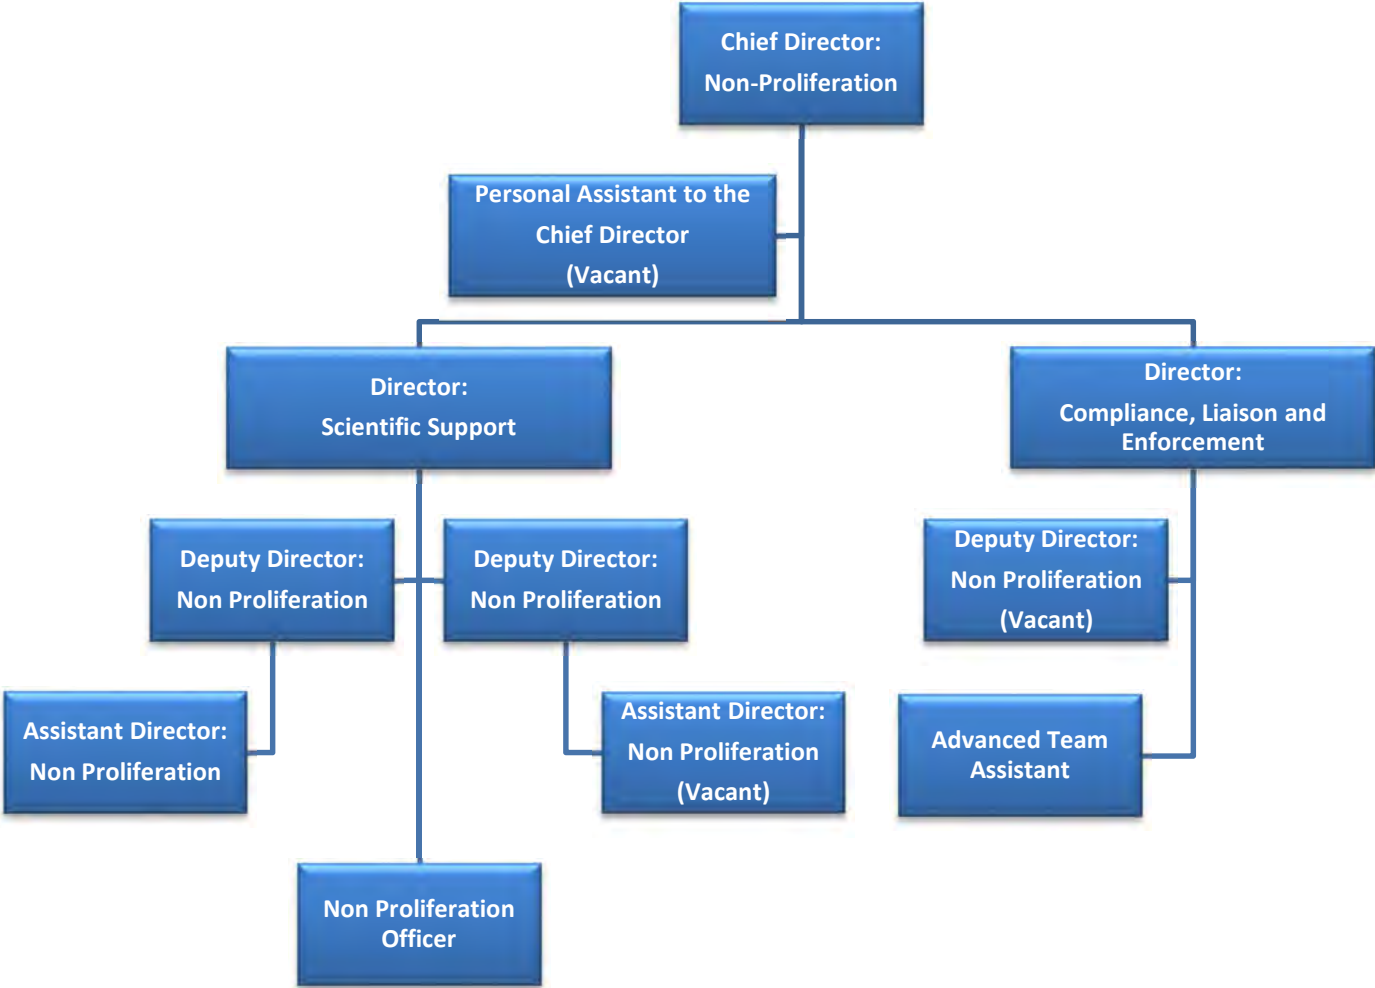 Chief Director:
Non-Proliferation
Personal Assistant to the
Chief Director
(Vacant)
Director:
Scientific Support
Director:
Compliance, Liaison and
Enforcement
Deputy Director:
Non Proliferation
Deputy Director:
Non Proliferation
Deputy Director:
Non Proliferation
(Vacant)
Assistant Director:
Non Proliferation
Assistant Director:
Non Proliferation
(Vacant)
Advanced Team
Assistant
Non Proliferation
Officer